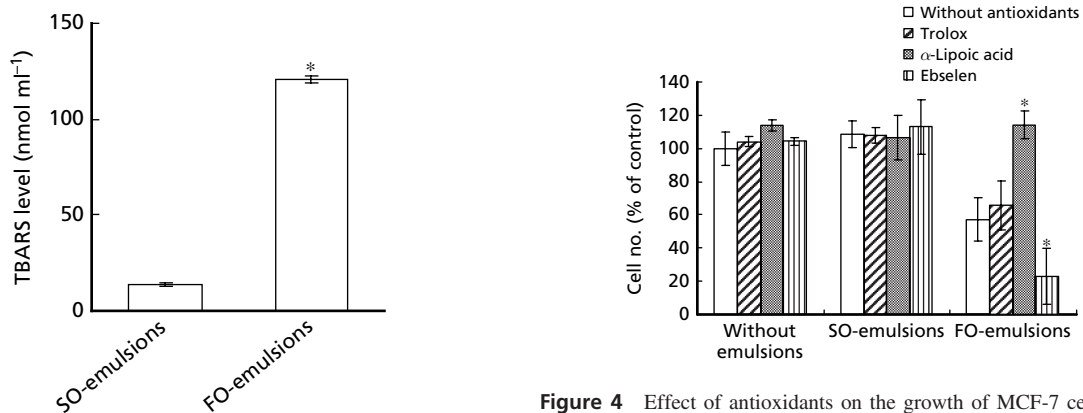 150
100
50
0
TBARS level (nmol ml⁻¹)
*
SO-emulsions
FO-emulsions
Without antioxidants
Trolox
α-Lipoic acid
Ebselen
140
120
100
80
60
40
20
0
Cell no. (% of control)
*
*
Without emulsions
SO-emulsions
FO-emulsions
Figure 4 Effect of antioxidants on the growth of MCF-7 ce